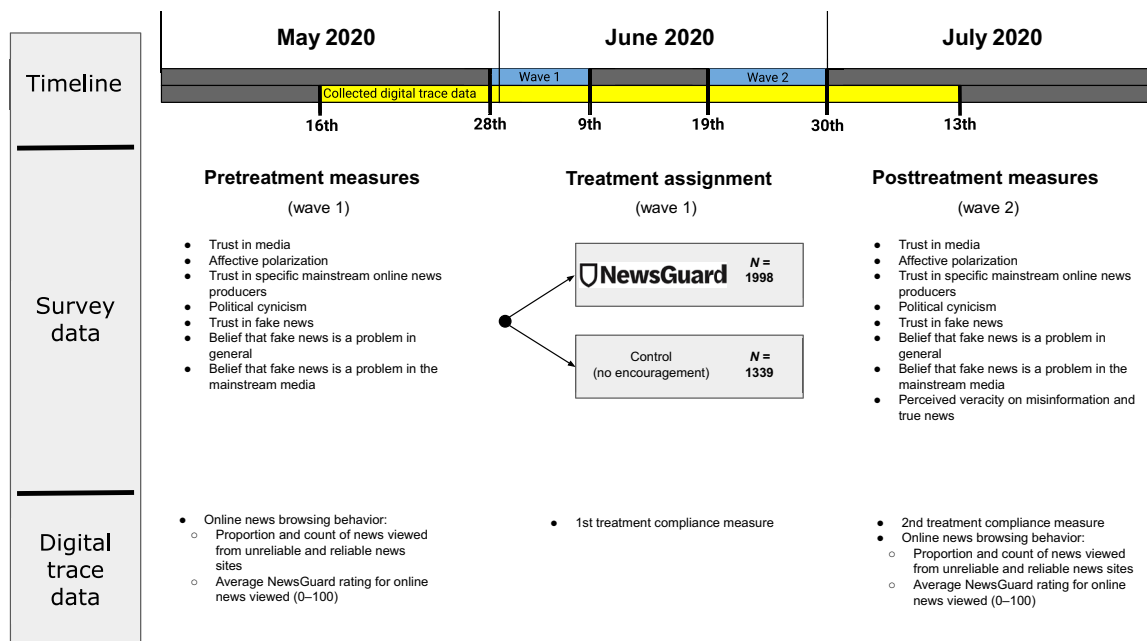 May 2020
June 2020
July 2020
Timeline
Wave 1
Wave 2
Collected digital trace data
16th
28th
9th
19th
30th
13th
Survey
data
Pretreatment measures
(wave 1)
● Trust in media
● Affective polarization
● Trust in specific mainstream online news
producers
● Political cynicism
● Trust in fake news
● Belief that fake news is a problem in
general
● Belief that fake news is a problem in the
mainstream media
Treatment assignment
(wave 1)
NewsGuard
N =
1998
Control
(no encouragement)
N =
1339
Posttreatment measures
(wave 2)
● Trust in media
● Affective polarization
● Trust in specific mainstream online news
producers
● Political cynicism
● Trust in fake news
● Belief that fake news is a problem in
general
● Belief that fake news is a problem in the
mainstream media
● Perceived veracity on misinformation and
true news
Digital
trace
data
● Online news browsing behavior:
○ Proportion and count of news viewed
from unreliable and reliable news
sites
○ Average NewsGuard rating for online
news viewed (0–100)
● 1st treatment compliance measure
● 2nd treatment compliance measure
● Online news browsing behavior:
○ Proportion and count of news viewed
from unreliable and reliable news sites
○ Average NewsGuard rating for online
news viewed (0–100)